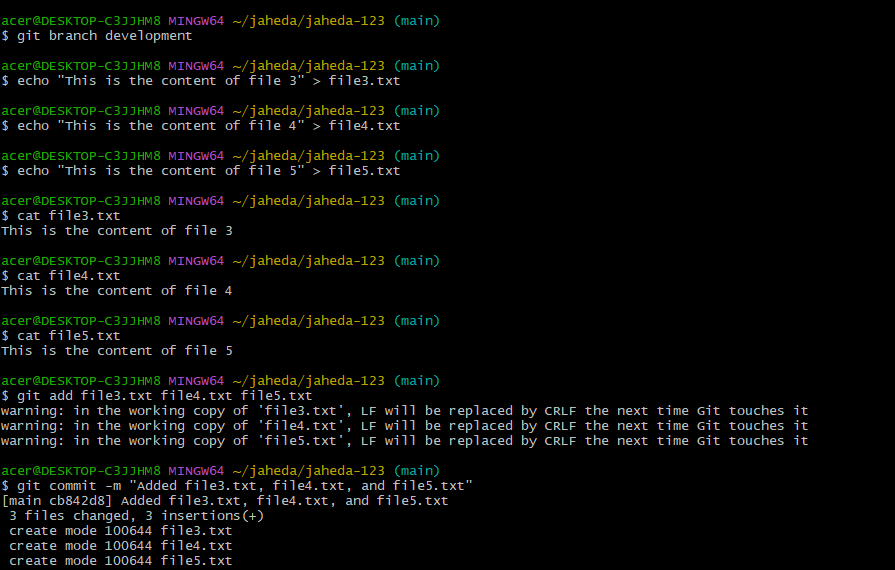 acer@DESKTOP-C3JJHM8 MINGW64 ~/jaheda/jaheda-123 (main)
$ git branch development
acer@DESKTOP-C3JJHM8 MINGW64 ~/jaheda/jaheda-123 (main)
$ echo "This is the content of file 3" > file3.txt
acer@DESKTOP-C3JJHM8 MINGW64 ~/jaheda/jaheda-123 (main)
$ echo "This is the content of file 4" > file4.txt
acer@DESKTOP-C3JJHM8 MINGW64 ~/jaheda/jaheda-123 (main)
$ echo "This is the content of file 5" > file5.txt
acer@DESKTOP-C3JJHM8 MINGW64 ~/jaheda/jaheda-123 (main)
$ cat file3.txt
This is the content of file 3
acer@DESKTOP-C3JJHM8 MINGW64 ~/jaheda/jaheda-123 (main)
$ cat file4.txt
This is the content of file 4
acer@DESKTOP-C3JJHM8 MINGW64 ~/jaheda/jaheda-123 (main)
$ cat file5.txt
This is the content of file 5
acer@DESKTOP-C3JJHM8 MINGW64 ~/jaheda/jaheda-123 (main)
$ git add file3.txt file4.txt file5.txt
warning: in the working copy of 'file3.txt', LF will be replaced by CRLF the next time Git touches it
warning: in the working copy of 'file4.txt', LF will be replaced by CRLF the next time Git touches it
warning: in the working copy of 'file5.txt', LF will be replaced by CRLF the next time Git touches it
acer@DESKTOP-C3JJHM8 MINGW64 ~/jaheda/jaheda-123 (main)
$ git commit -m "Added file3.txt, file4.txt, and file5.txt"
[main cb842d8] Added file3.txt, file4.txt, and file5.txt
 3 files changed, 3 insertions(+)
 create mode 100644 file3.txt
 create mode 100644 file4.txt
 create mode 100644 file5.txt